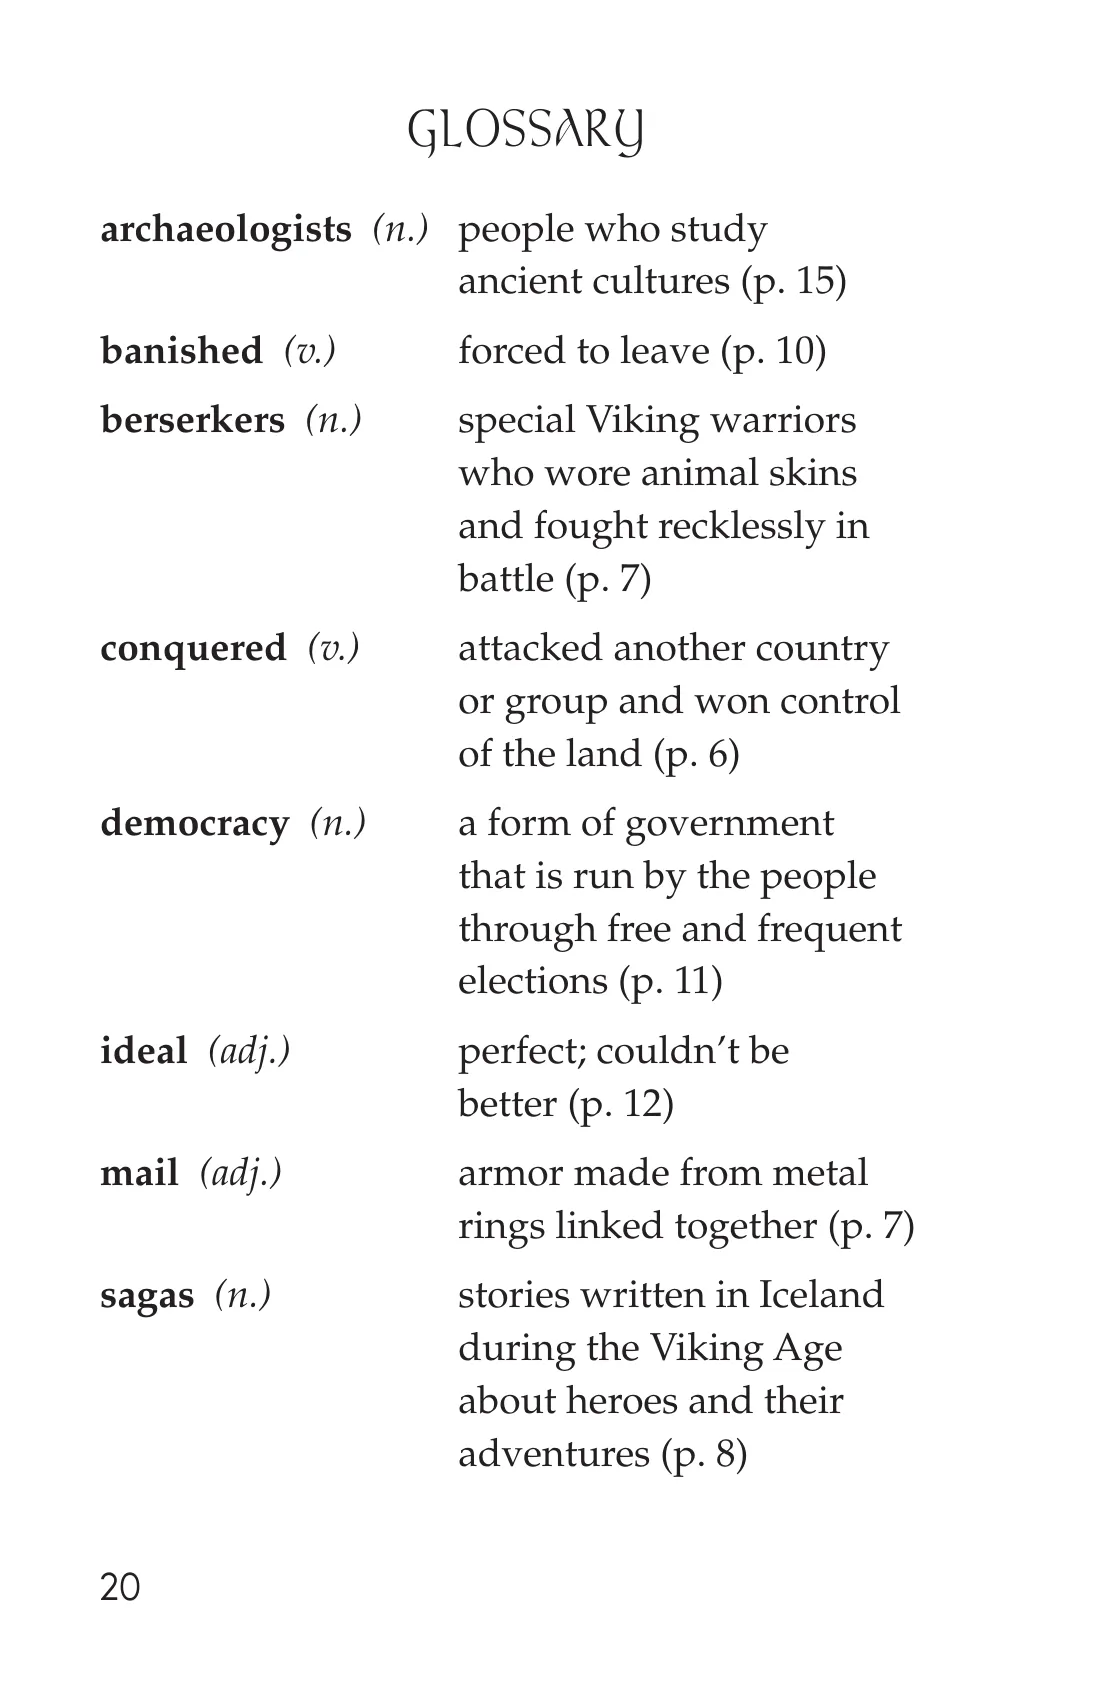 GLOSSARY
archaeologists (n.) people who study
ancient cultures (p. 15)
banished (v.) forced to leave (p. 10)
berserkers (n.) special Viking warriors
who wore animal skins
and fought recklessly in
battle (p. 7)
conquered (v.) attacked another country
or group and won control
of the land (p. 6)
democracy (n.) a form of government
that is run by the people
through free and frequent
elections (p. 11)
ideal (adj.) perfect; couldn’t be
better (p. 12)
mail (adj.) armor made from metal
rings linked together (p. 7)
sagas (n.) stories written in Iceland
during the Viking Age
about heroes and their
adventures (p. 8)
20